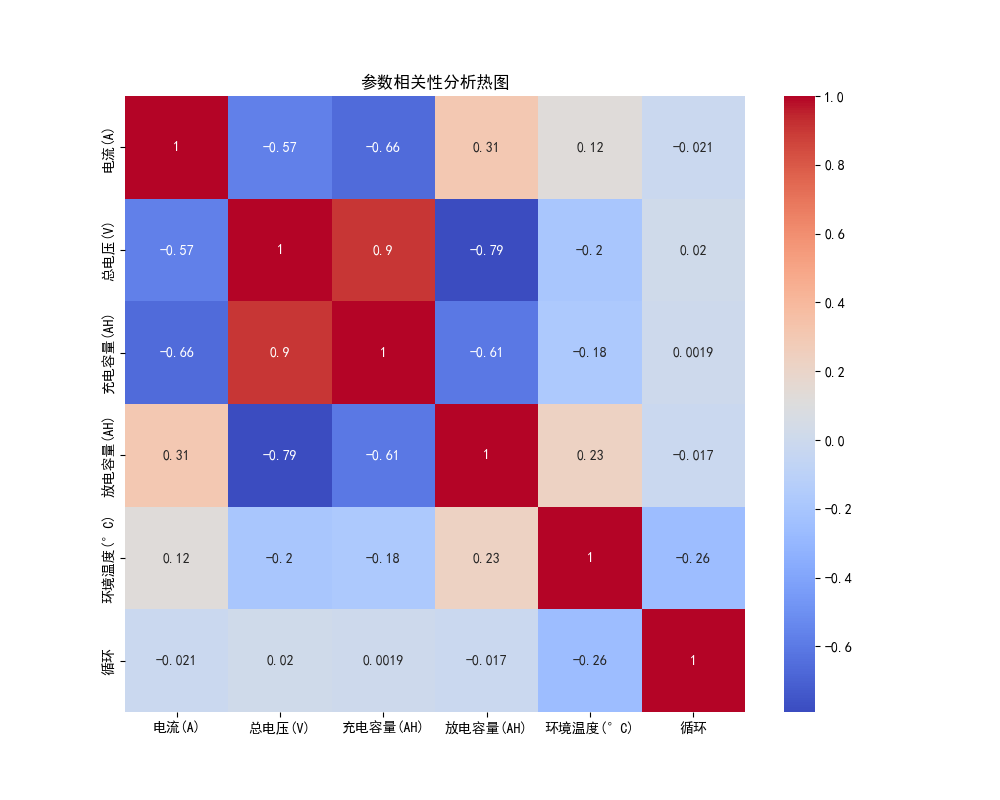 参数相关性分析热图
电流(A) 1 -0.57 -0.66 0.31 0.12 -0.021
总电压(V) -0.57 1 0.9 -0.79 -0.2 0.02
充电容量(AH) -0.66 0.9 1 -0.61 -0.18 0.0019
放电容量(AH) 0.31 -0.79 -0.61 1 0.23 -0.017
环境温度(°C) 0.12 -0.2 -0.18 0.23 1 -0.26
循环 -0.021 0.02 0.0019 -0.017 -0.26 1
电流(A) 总电压(V) 充电容量(AH) 放电容量(AH) 环境温度(°C) 循环
1.0
0.8
0.6
0.4
0.2
0.0
-0.2
-0.4
-0.6